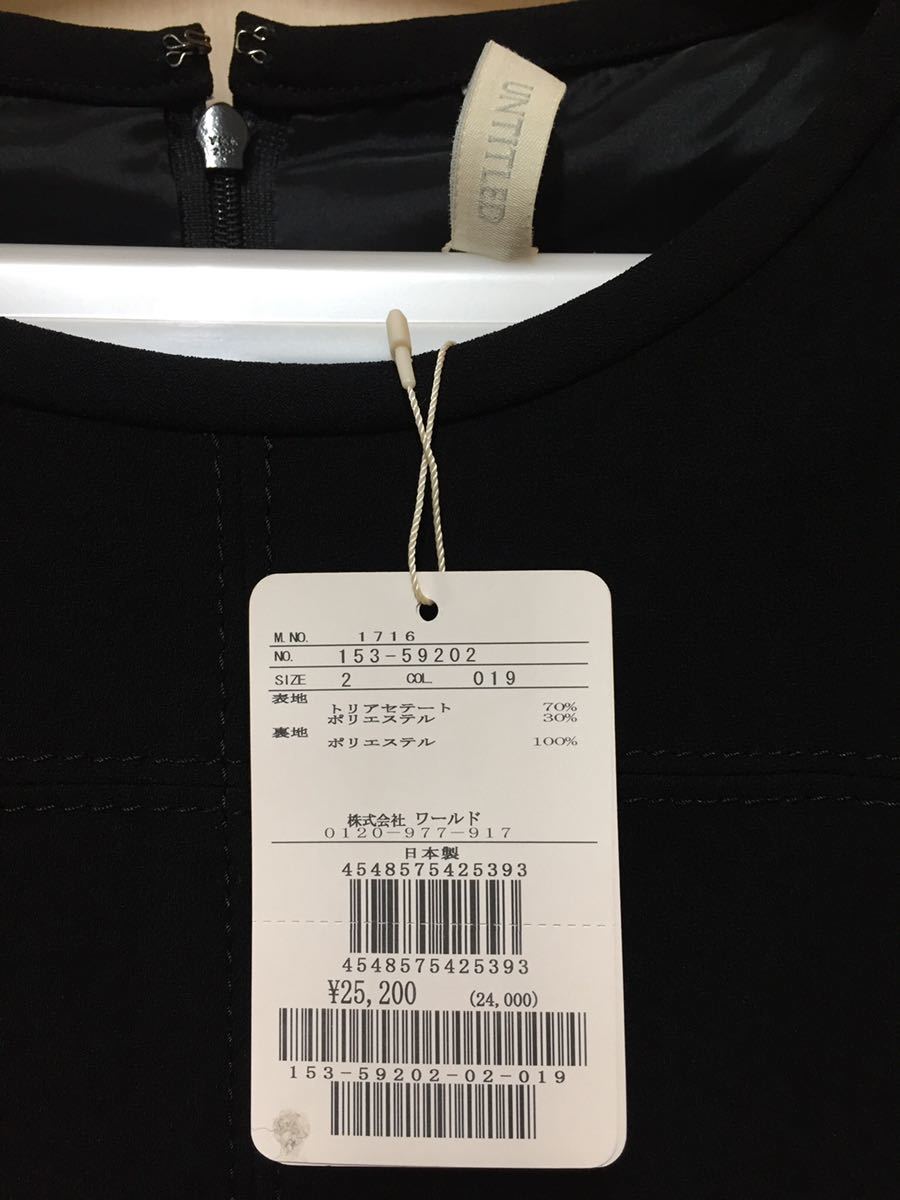 UNTITLED
M.NO. 1716
NO. 153-59202
SIZE 2 COL. 019
表地
トリアセテート 70%
ポリエステル 30%
裏地
ポリエステル 100%
株式会社 ワールド
0120-977-917
日本製
4548575425393
4548575425393
¥25,200 (24,000)
153-59202-02-019